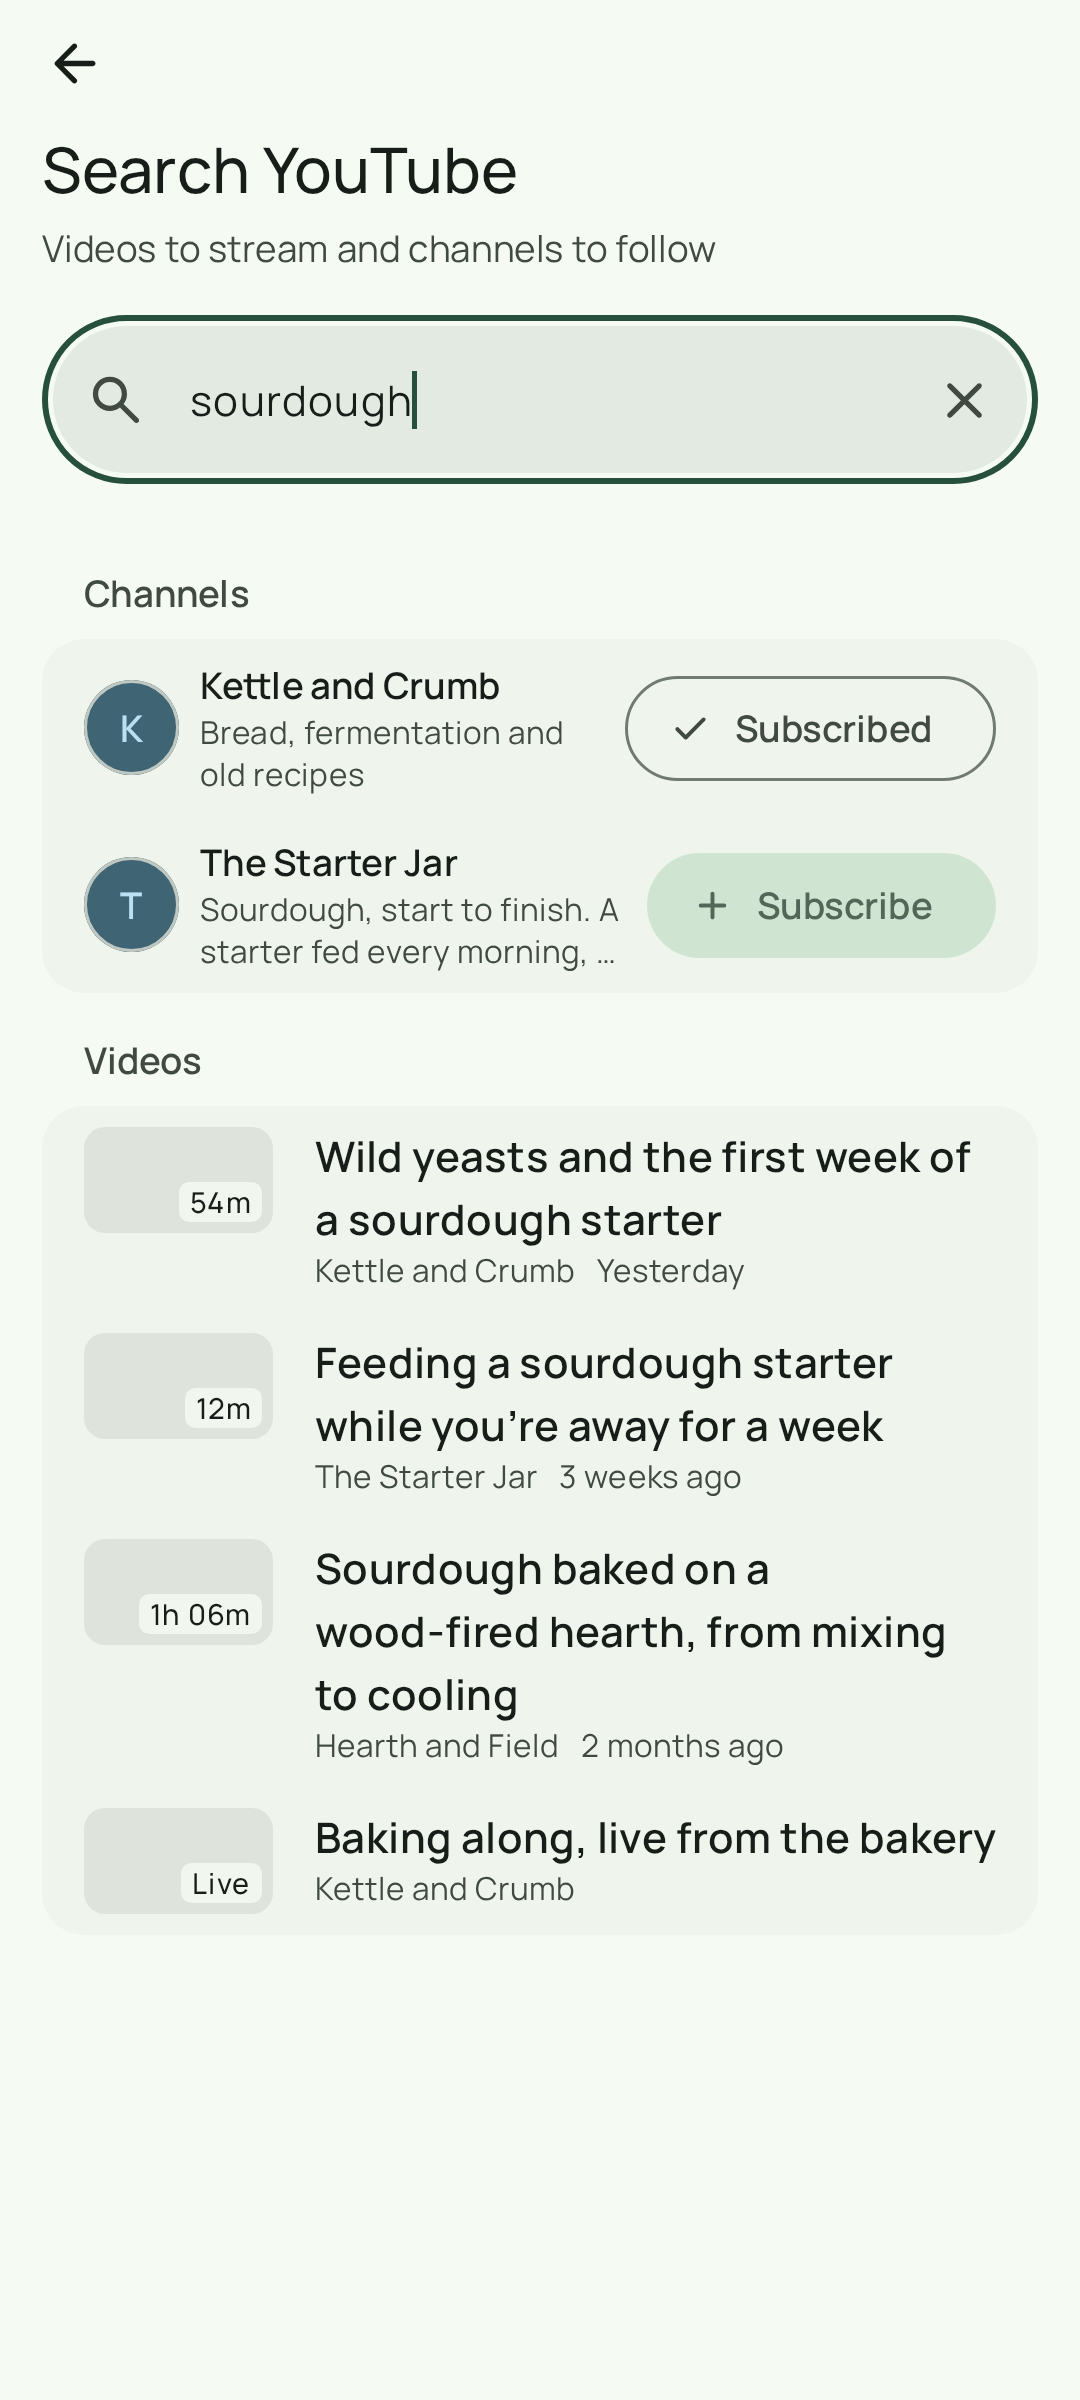 Search YouTube
Videos to stream and channels to follow
sourdough
Channels
K
Kettle and Crumb
Bread, fermentation and
old recipes
Subscribed
T
The Starter Jar
Sourdough, start to finish. A
starter fed every morning, …
Subscribe
Videos
54m
Wild yeasts and the first week of
a sourdough starter
Kettle and Crumb Yesterday
12m
Feeding a sourdough starter
while you’re away for a week
The Starter Jar 3 weeks ago
1h 06m
Sourdough baked on a
wood-fired hearth, from mixing
to cooling
Hearth and Field 2 months ago
Live
Baking along, live from the bakery
Kettle and Crumb